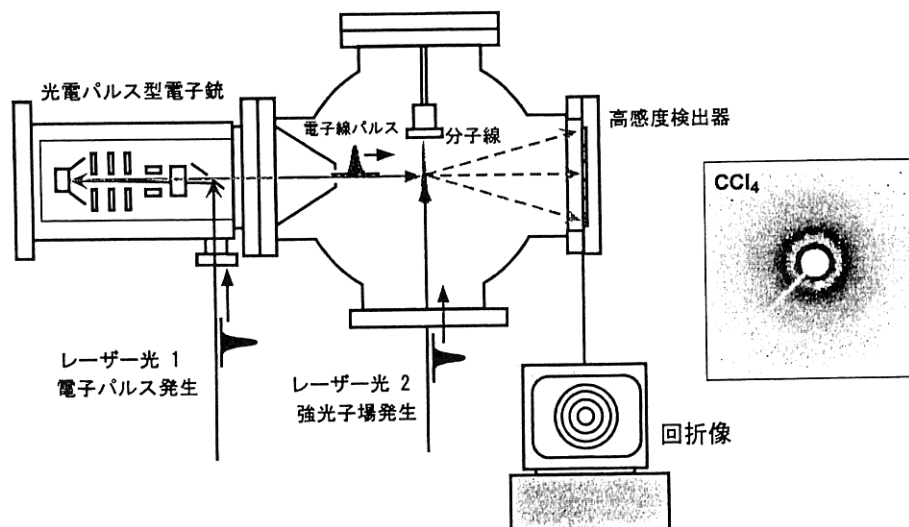 光電パルス型電子銃
電子線パルス
分子線
高感度検出器
CCl₄
レーザー光 1
電子パルス発生
レーザー光 2
強光子場発生
回折像